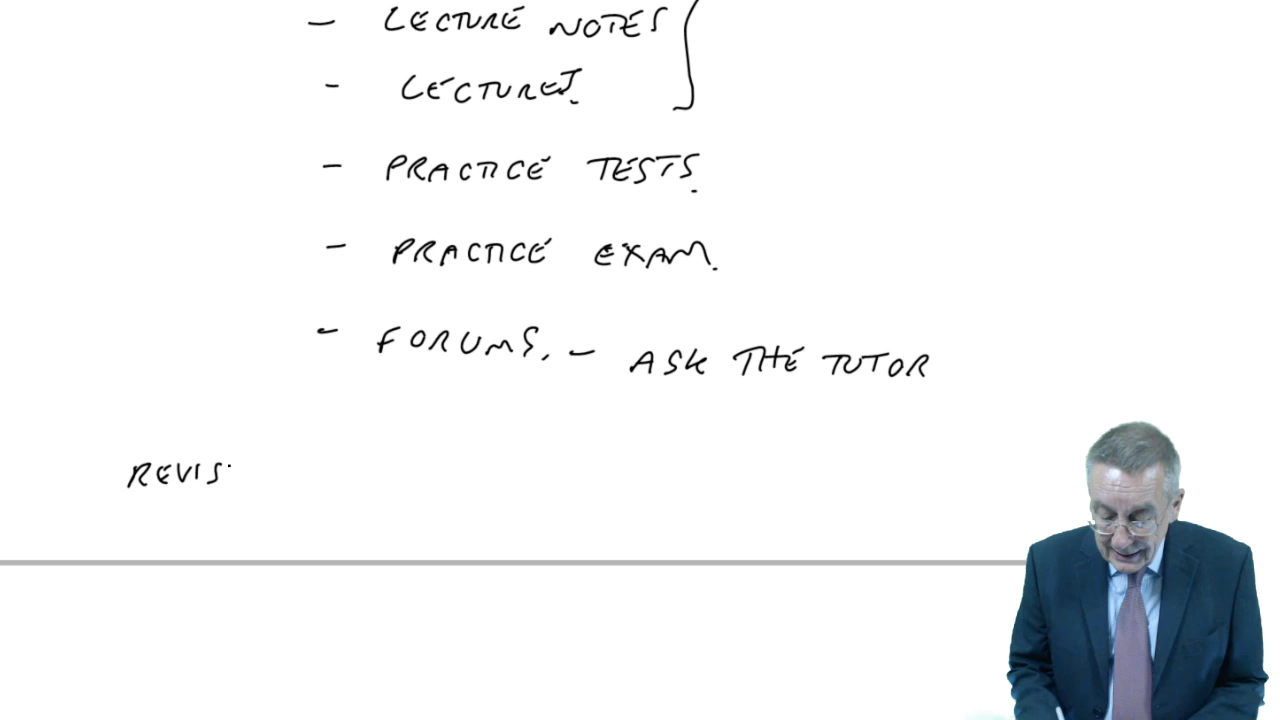 - LECTURE NOTES
- LECTURES.
- PRACTICE TESTS.
- PRACTICE EXAM.
- FORUMS. - ASK THE TUTOR
REVIS